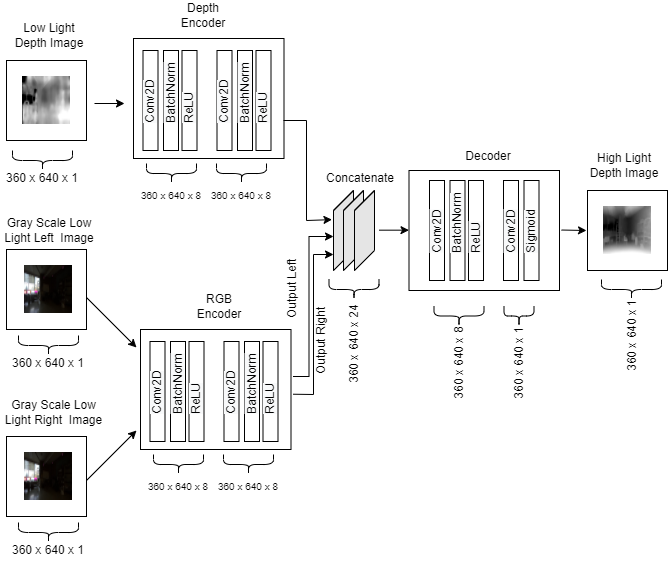 Low Light
Depth Image
360 x 640 x 1
Depth
Encoder
Conv2D
BatchNorm
ReLU
Conv2D
BatchNorm
ReLU
360 x 640 x 8
360 x 640 x 8
Gray Scale Low
Light Left Image
360 x 640 x 1
Gray Scale Low
Light Right Image
360 x 640 x 1
RGB
Encoder
Conv2D
BatchNorm
ReLU
Conv2D
BatchNorm
ReLU
360 x 640 x 8
360 x 640 x 8
Output Left
Output Right
Concatenate
360 x 640 x 24
Decoder
Conv2D
BatchNorm
ReLU
Conv2D
Sigmoid
360 x 640 x 8
360 x 640 x 1
High Light
Depth Image
360 x 640 x 1